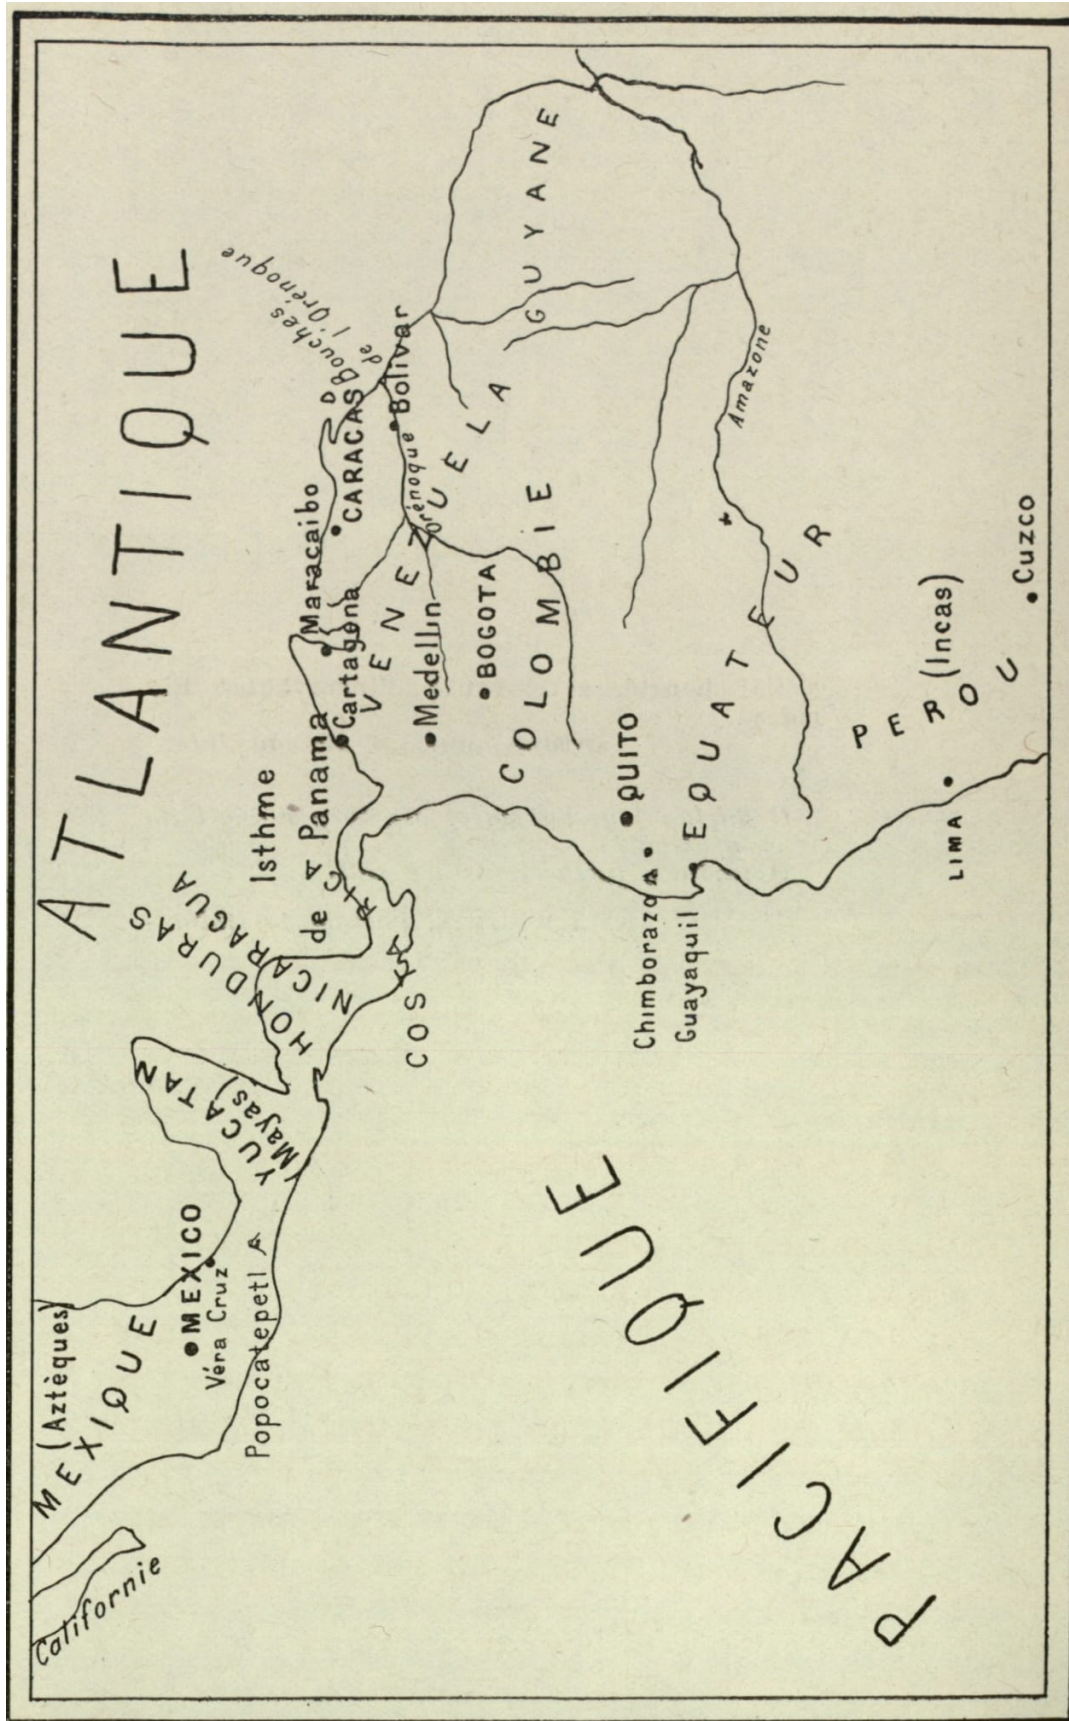 ATLANTIQUE
PACIFIQUE
Californie
MEXIQUE
(Aztèques)
MEXICO
Véra Cruz
Popocatepetl
YUCATAN
(Mayas)
HONDURAS
NICARAGUA
COSTA RICA
Isthme
de Panama
Cartagena
Maracaibo
CARACAS
Bouches
de l'Orénoque
Bolivar
Orénoque
VENEZUELA
GUYANE
Medellin
BOGOTA
COLOMBIE
QUITO
Chimborazo
Guayaquil
EQUATEUR
Amazone
PEROU
(Incas)
LIMA
Cuzco